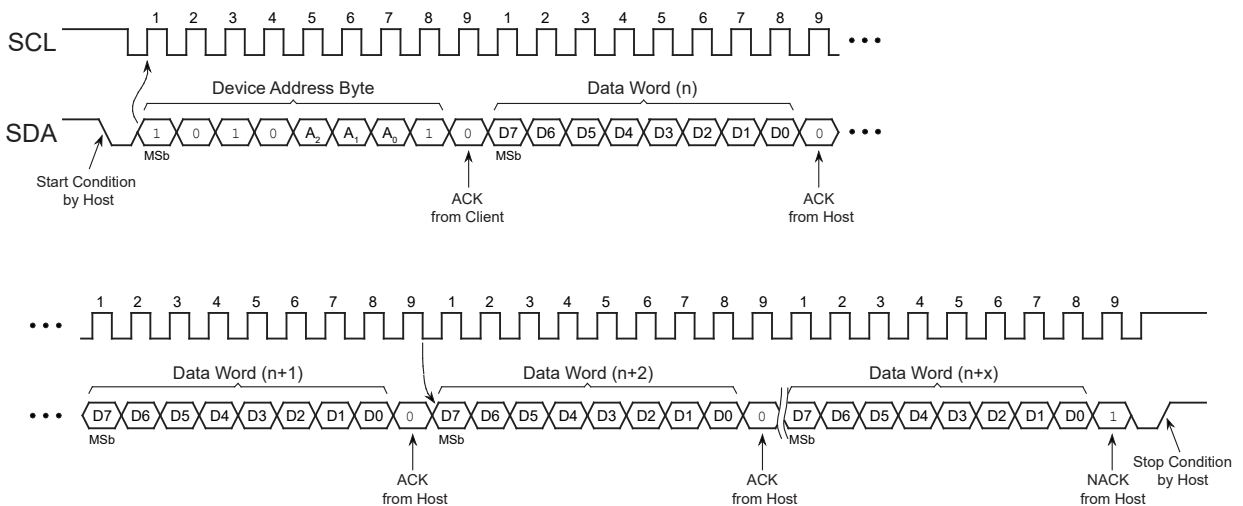 1 2 3 4 5 6 7 8 9 1 2 3 4 5 6 7 8 9
SCL
Device Address Byte Data Word (n)
SDA 1 0 1 0 A2 A1 A0 1 0 D7 D6 D5 D4 D3 D2 D1 D0 0
MSb MSb
Start Condition
by Host
ACK
from Client
ACK
from Host
1 2 3 4 5 6 7 8 9 1 2 3 4 5 6 7 8 9 1 2 3 4 5 6 7 8 9
Data Word (n+1) Data Word (n+2) Data Word (n+x)
D7 D6 D5 D4 D3 D2 D1 D0 0 D7 D6 D5 D4 D3 D2 D1 D0 0 D7 D6 D5 D4 D3 D2 D1 D0 1
MSb MSb MSb
ACK
from Host
ACK
from Host
NACK
from Host
Stop Condition
by Host